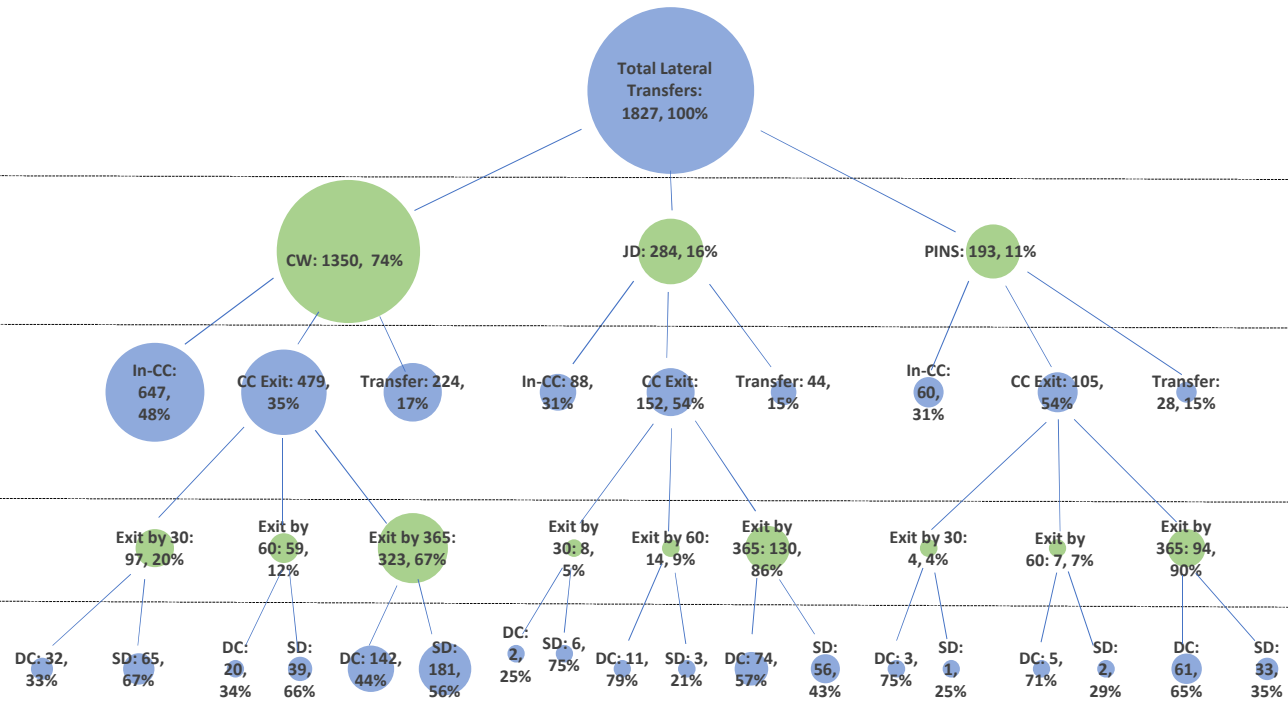 Total Lateral
Transfers:
1827, 100%
CW: 1350,  74%
JD: 284, 16%
PINS: 193, 11%
In-CC:
647,
48%
CC Exit: 479,
35%
Transfer: 224,
17%
In-CC: 88,
31%
CC Exit:
152, 54%
Transfer: 44,
15%
In-CC:
60,
31%
CC Exit: 105,
54%
Transfer:
28, 15%
Exit by 30:
97, 20%
Exit by
60: 59,
12%
Exit by 365:
323, 67%
Exit by
30: 8,
5%
Exit by 60:
14, 9%
Exit by
365: 130,
86%
Exit by 30:
4, 4%
Exit by
60: 7, 7%
Exit by
365: 94,
90%
DC: 32,
33%
SD: 65,
67%
DC:
20,
34%
SD:
39,
66%
DC: 142,
44%
SD:
181,
56%
DC:
2,
25%
SD: 6,
75%
DC: 11,
79%
SD: 3,
21%
DC: 74,
57%
SD:
56,
43%
DC: 3,
75%
SD:
1,
25%
DC: 5,
71%
SD:
2,
29%
DC:
61,
65%
SD:
33,
35%